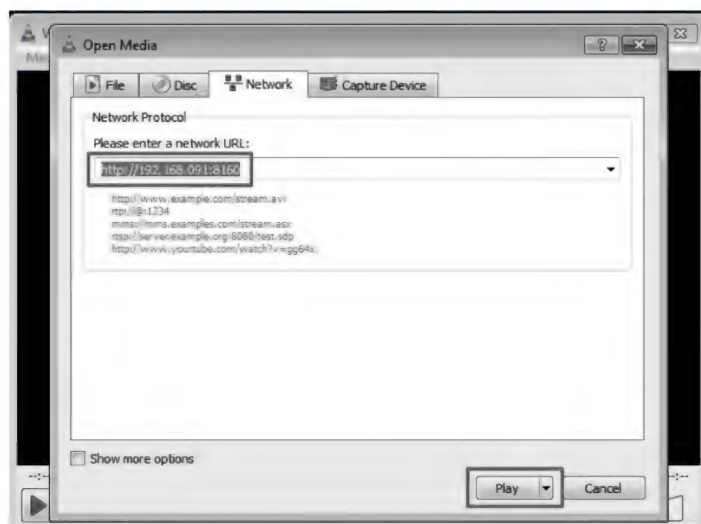 Open Media
File
Disc
Network
Capture Device
Network Protocol
Please enter a network URL:
http://192.168.091:8160
http://www.example.com/stream.avi
rtp://@:1234
mms://mms.examples.com/stream.asx
rtsp://server.example.org:8080/test.sdp
http://www.yourtube.com/watch?v=gg64x
Show more options
--:--
--:--
Play
Cancel